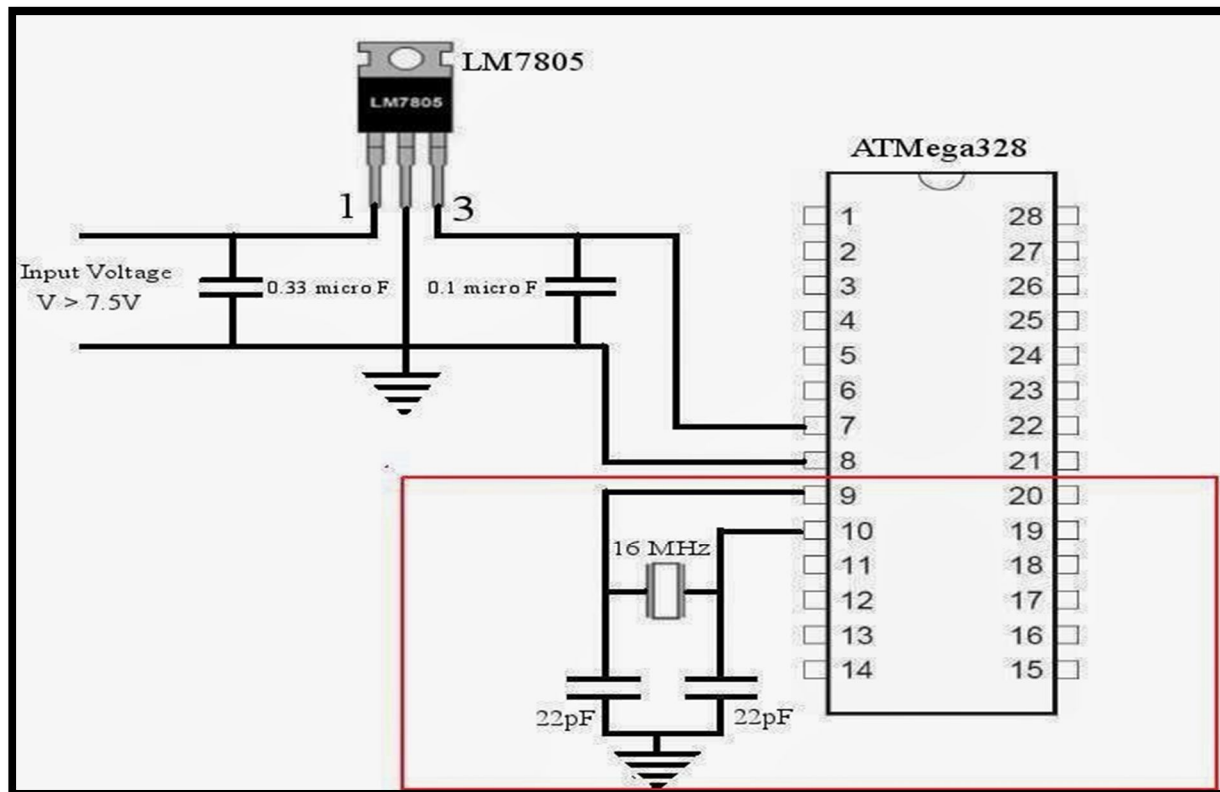 LM7805
LM7805
ATMega328
1 3
Input Voltage
V > 7.5V
0.33 micro F
0.1 micro F
1 28
2 27
3 26
4 25
5 24
6 23
7 22
8 21
9 20
10 19
11 18
12 17
13 16
14 15
16 MHz
22pF 22pF